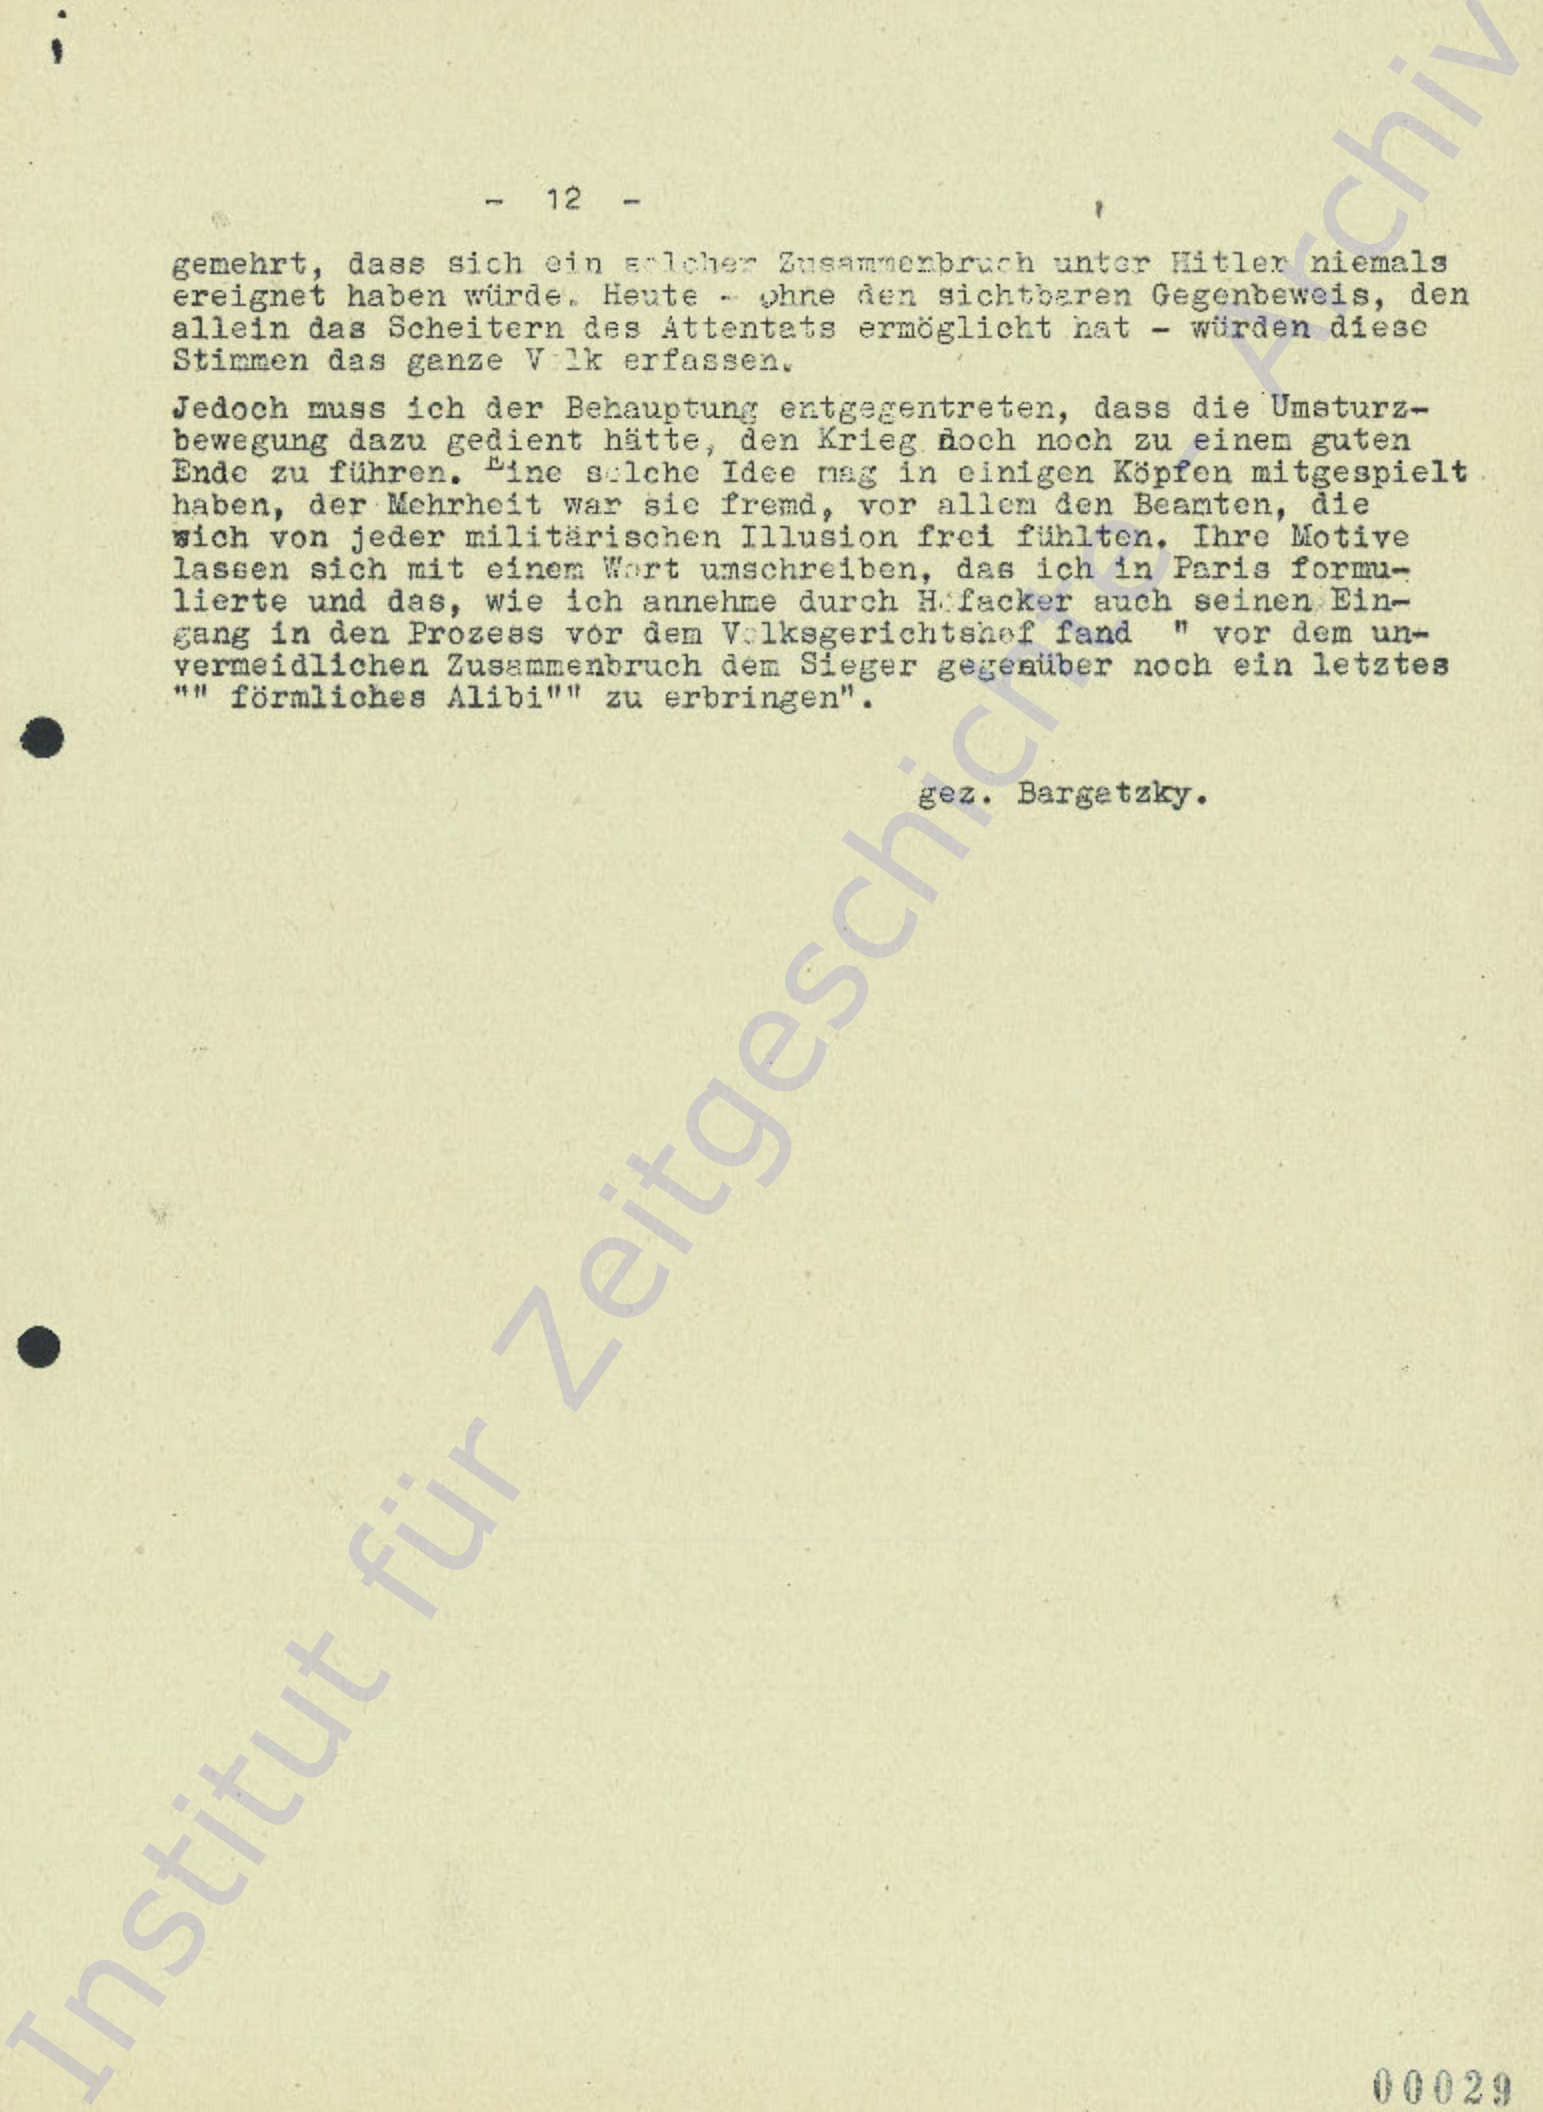 - 12 -
gemehrt, dass sich ein solcher Zusammenbruch unter Hitler niemals
ereignet haben würde. Heute - ohne den sichtbaren Gegenbeweis, den
allein das Scheitern des Attentats ermöglicht hat - würden diese
Stimmen das ganze Volk erfassen.
Jedoch muss ich der Behauptung entgegentreten, dass die Umsturz-
bewegung dazu gedient hätte, den Krieg doch noch zu einem guten
Ende zu führen. Eine solche Idee mag in einigen Köpfen mitgespielt
haben, der Mehrheit war sie fremd, vor allem den Beamten, die
sich von jeder militärischen Illusion frei fühlten. Ihre Motive
lassen sich mit einem Wort umschreiben, das ich in Paris formu-
lierte und das, wie ich annehme durch Hofacker auch seinen Ein-
gang in den Prozess vor dem Volksgerichtshof fand " vor dem un-
vermeidlichen Zusammenbruch dem Sieger gegenüber noch ein letztes
"" förmliches Alibi"" zu erbringen".
gez. Bargatzky.
Institut für Zeitgeschichte - Archiv
00029